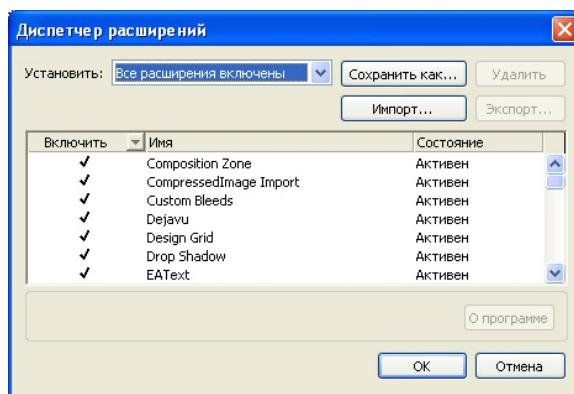 Диспетчер расширений
Установить: Все расширения включены Сохранить как... Удалить
Импорт... Экспорт...
Включить Имя Состояние
Composition Zone Активен
CompressedImage Import Активен
Custom Bleeds Активен
Dejavu Активен
Design Grid Активен
Drop Shadow Активен
EAText Активен
О программе
OK Отмена